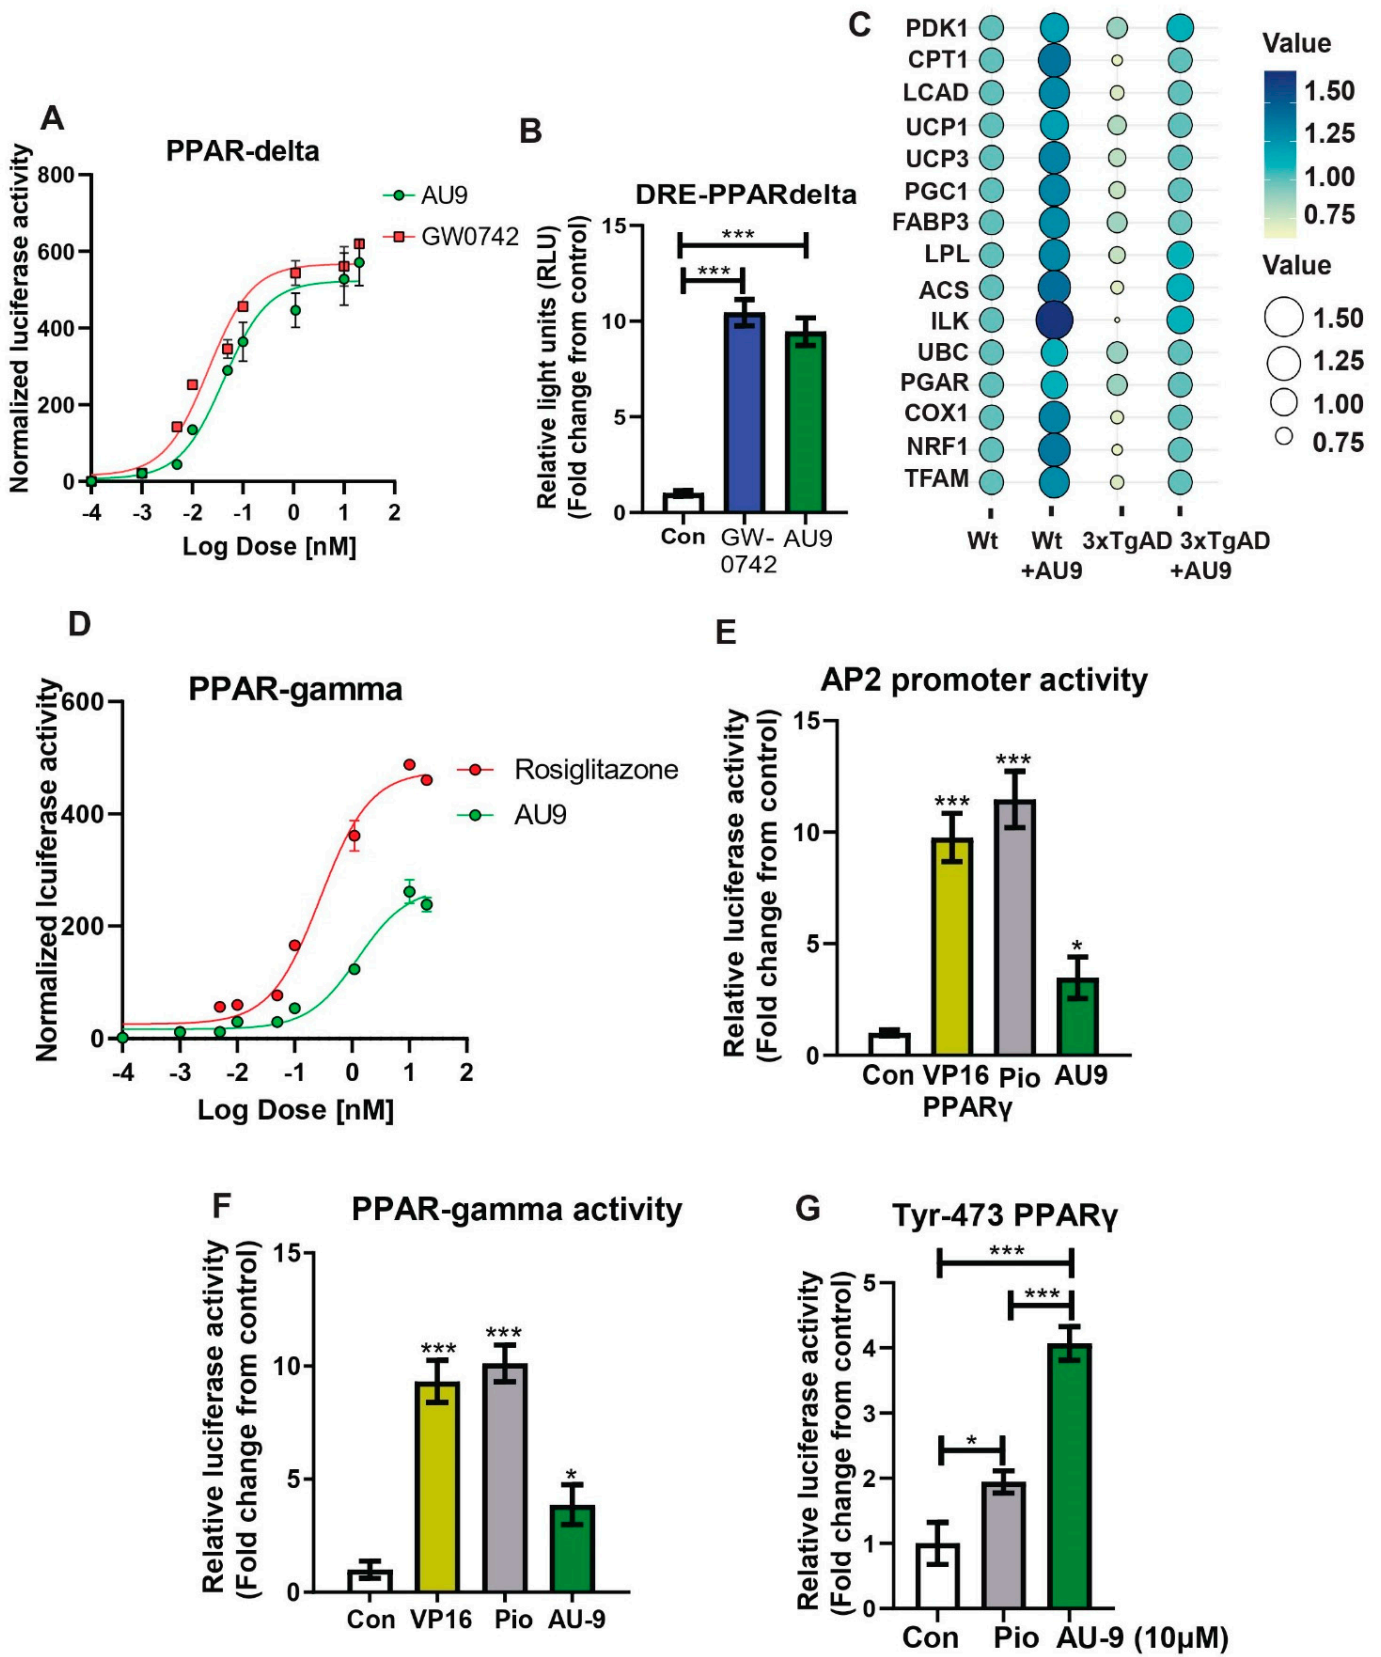 A
PPAR-delta
Normalized luciferase activity
800
600
400
200
0
-4 -3 -2 -1 0 1 2
Log Dose [nM]
AU9
GW0742
B
DRE-PPARdelta
Relative light units (RLU)
(Fold change from control)
15
10
5
0
***
***
Con GW- AU9
0742
C
PDK1
CPT1
LCAD
UCP1
UCP3
PGC1
FABP3
LPL
ACS
ILK
UBC
PGAR
COX1
NRF1
TFAM
Wt Wt 3xTgAD 3xTgAD
+AU9 +AU9
Value
1.50
1.25
1.00
0.75
Value
1.50
1.25
1.00
0.75
D
PPAR-gamma
Normalized lcuiferase activity
600
400
200
0
-4 -3 -2 -1 0 1 2
Log Dose [nM]
Rosiglitazone
AU9
E
AP2 promoter activity
Relative luciferase activity
(Fold change from control)
15
10
5
0
***
***
*
Con VP16 Pio AU9
PPARγ
F
PPAR-gamma activity
Relative luciferase activity
(Fold change from control)
15
10
5
0
***
***
*
Con VP16 Pio AU-9
G
Tyr-473 PPARγ
Relative luciferase activity
(Fold change from control)
5
4
3
2
1
0
***
***
*
Con Pio AU-9 (10μM)